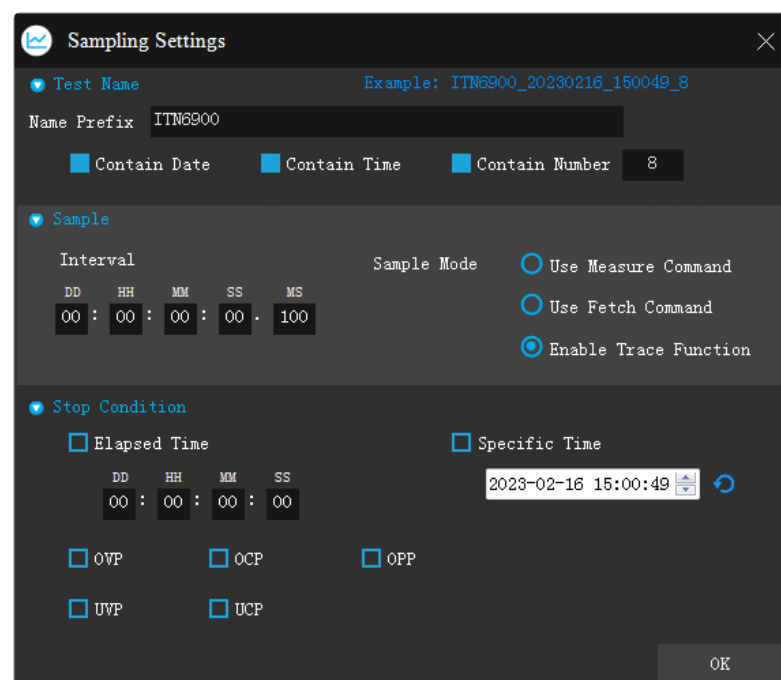 Sampling Settings
Test Name Example: ITN6900_20230216_150049_8
Name Prefix ITN6900
Contain Date Contain Time Contain Number 8
Sample
Interval Sample Mode Use Measure Command
DD HH MM SS MS
00 : 00 : 00 : 00 . 100
Use Fetch Command
Enable Trace Function
Stop Condition
Elapsed Time Specific Time
DD HH MM SS
00 : 00 : 00 : 00
2023-02-16 15:00:49
OVP OCP OPP
UVP UCP
OK